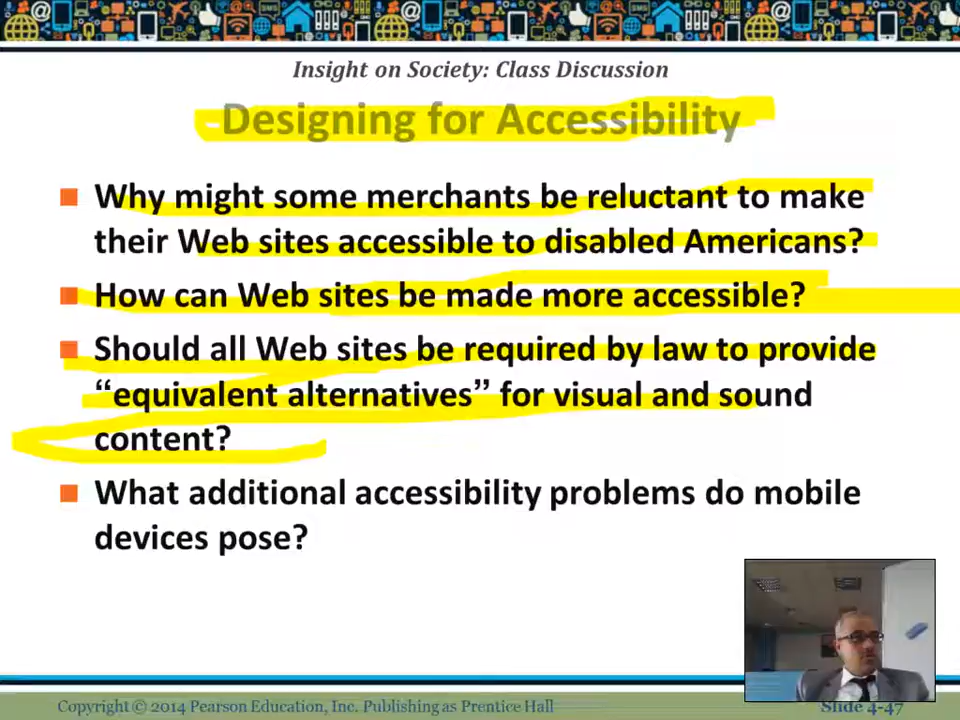 Insight on Society: Class Discussion
Designing for Accessibility
Why might some merchants be reluctant to make
their Web sites accessible to disabled Americans?
How can Web sites be made more accessible?
Should all Web sites be required by law to provide
“equivalent alternatives” for visual and sound
content?
What additional accessibility problems do mobile
devices pose?
Copyright © 2014 Pearson Education, Inc. Publishing as Prentice Hall
Slide 4-47